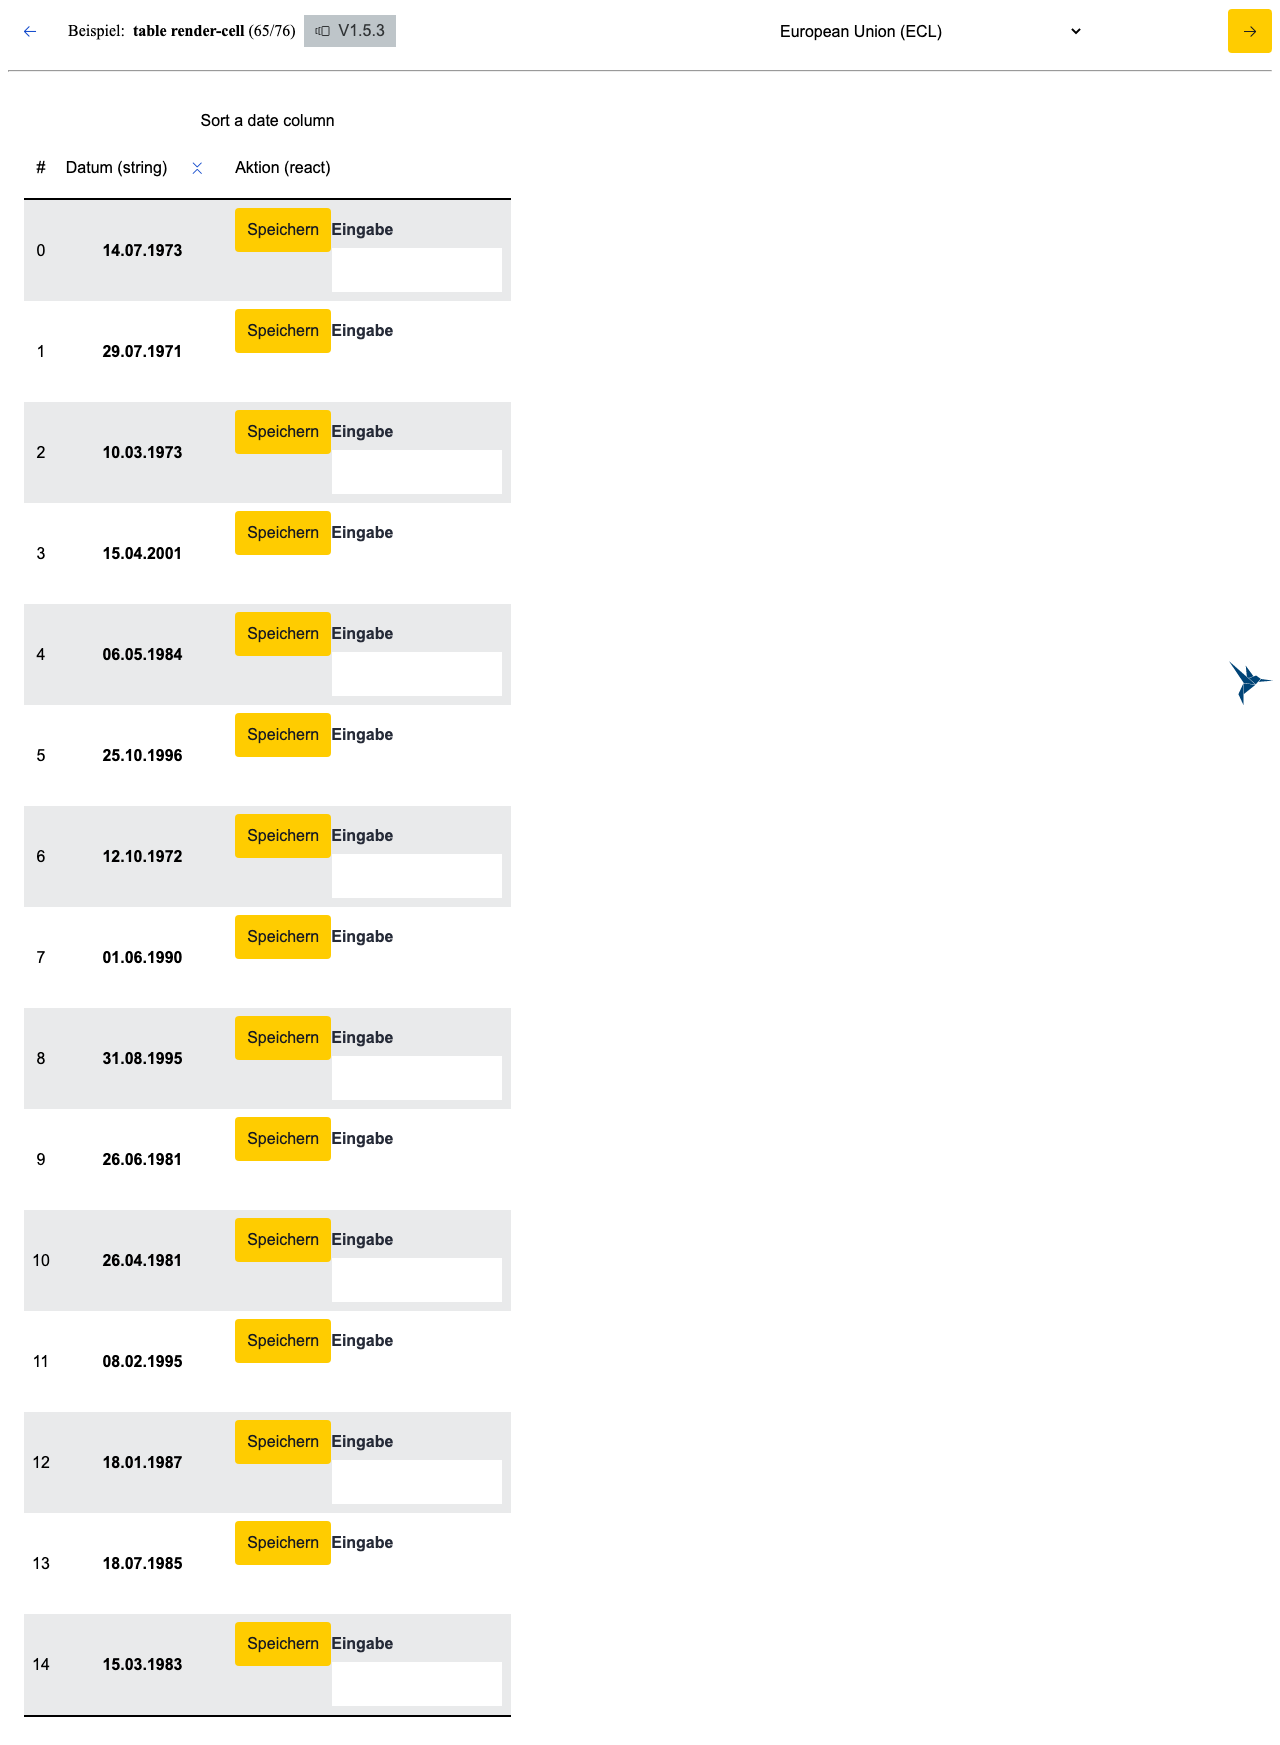 Beispiel: table render-cell (65/76) V1.5.3 European Union (ECL)
Sort a date column
# Datum (string) Aktion (react)
0 14.07.1973 Speichern Eingabe
1 29.07.1971 Speichern Eingabe
2 10.03.1973 Speichern Eingabe
3 15.04.2001 Speichern Eingabe
4 06.05.1984 Speichern Eingabe
5 25.10.1996 Speichern Eingabe
6 12.10.1972 Speichern Eingabe
7 01.06.1990 Speichern Eingabe
8 31.08.1995 Speichern Eingabe
9 26.06.1981 Speichern Eingabe
10 26.04.1981 Speichern Eingabe
11 08.02.1995 Speichern Eingabe
12 18.01.1987 Speichern Eingabe
13 18.07.1985 Speichern Eingabe
14 15.03.1983 Speichern Eingabe